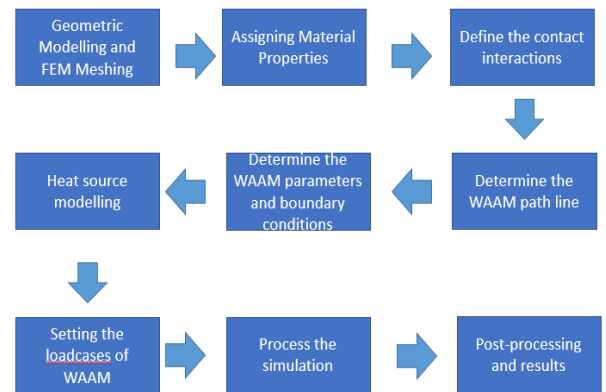 Geometric
Modelling and
FEM Meshing
Assigning Material
Properties
Define the contact
interactions
Determine the
WAAM path line
Determine the
WAAM parameters
and boundary
conditions
Heat source
modelling
Setting the
loadcases of
WAAM
Process the
simulation
Post-processing
and results